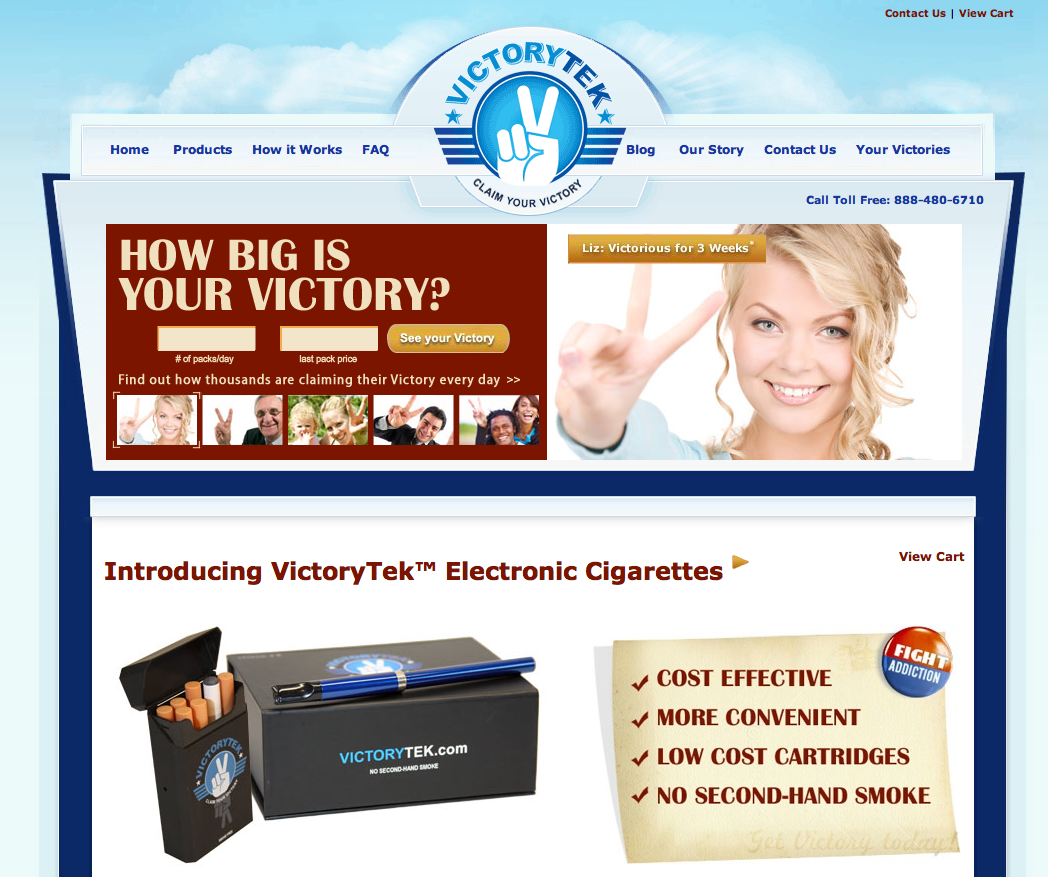 Contact Us | View Cart
VICTORYTEK
Home Products How it Works FAQ Blog Our Story Contact Us Your Victories
CLAIM YOUR VICTORY
Call Toll Free: 888-480-6710
HOW BIG IS
YOUR VICTORY?
Liz: Victorious for 3 Weeks*
See your Victory
# of packs/day last pack price
Find out how thousands are claiming their Victory every day >>
View Cart
Introducing VictoryTek™ Electronic Cigarettes
VICTORYTEK
CLAIM YOUR VICTORY
VICTORYTEK.com
NO SECOND-HAND SMOKE
FIGHT
ADDICTION
COST EFFECTIVE
MORE CONVENIENT
LOW COST CARTRIDGES
NO SECOND-HAND SMOKE
Get Victory today!